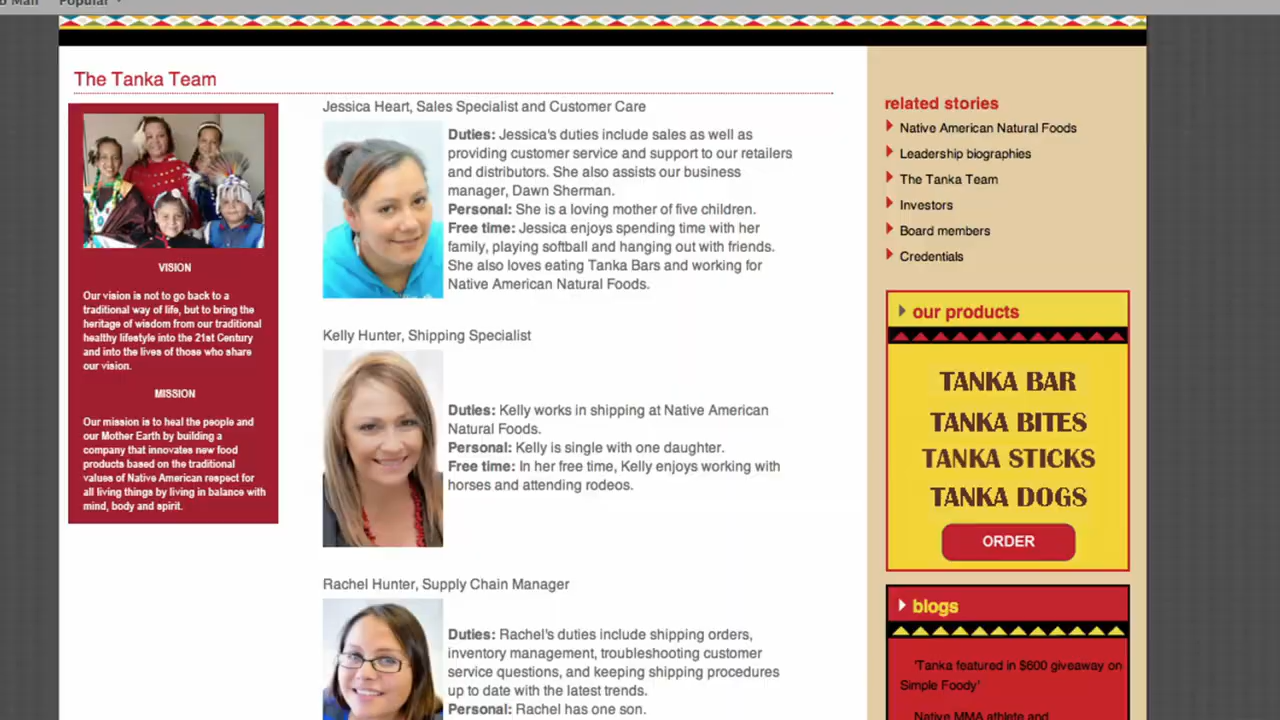 Popular
The Tanka Team
VISION
Our vision is not to go back to a
traditional way of life, but to bring the
heritage of wisdom from our traditional
healthy lifestyle into the 21st Century
and into the lives of those who share
our vision.
MISSION
Our mission is to heal the people and
our Mother Earth by building a
company that innovates new food
products based on the traditional
values of Native American respect for
all living things by living in balance with
mind, body and spirit.
Jessica Heart, Sales Specialist and Customer Care
Duties: Jessica's duties include sales as well as
providing customer service and support to our retailers
and distributors. She also assists our business
manager, Dawn Sherman.
Personal: She is a loving mother of five children.
Free time: Jessica enjoys spending time with her
family, playing softball and hanging out with friends.
She also loves eating Tanka Bars and working for
Native American Natural Foods.
Kelly Hunter, Shipping Specialist
Duties: Kelly works in shipping at Native American
Natural Foods.
Personal: Kelly is single with one daughter.
Free time: In her free time, Kelly enjoys working with
horses and attending rodeos.
Rachel Hunter, Supply Chain Manager
Duties: Rachel's duties include shipping orders,
inventory management, troubleshooting customer
service questions, and keeping shipping procedures
up to date with the latest trends.
Personal: Rachel has one son.
related stories
Native American Natural Foods
Leadership biographies
The Tanka Team
Investors
Board members
Credentials
our products
TANKA BAR
TANKA BITES
TANKA STICKS
TANKA DOGS
ORDER
blogs
'Tanka featured in $600 giveaway on
Simple Foody'
Native MMA athlete and